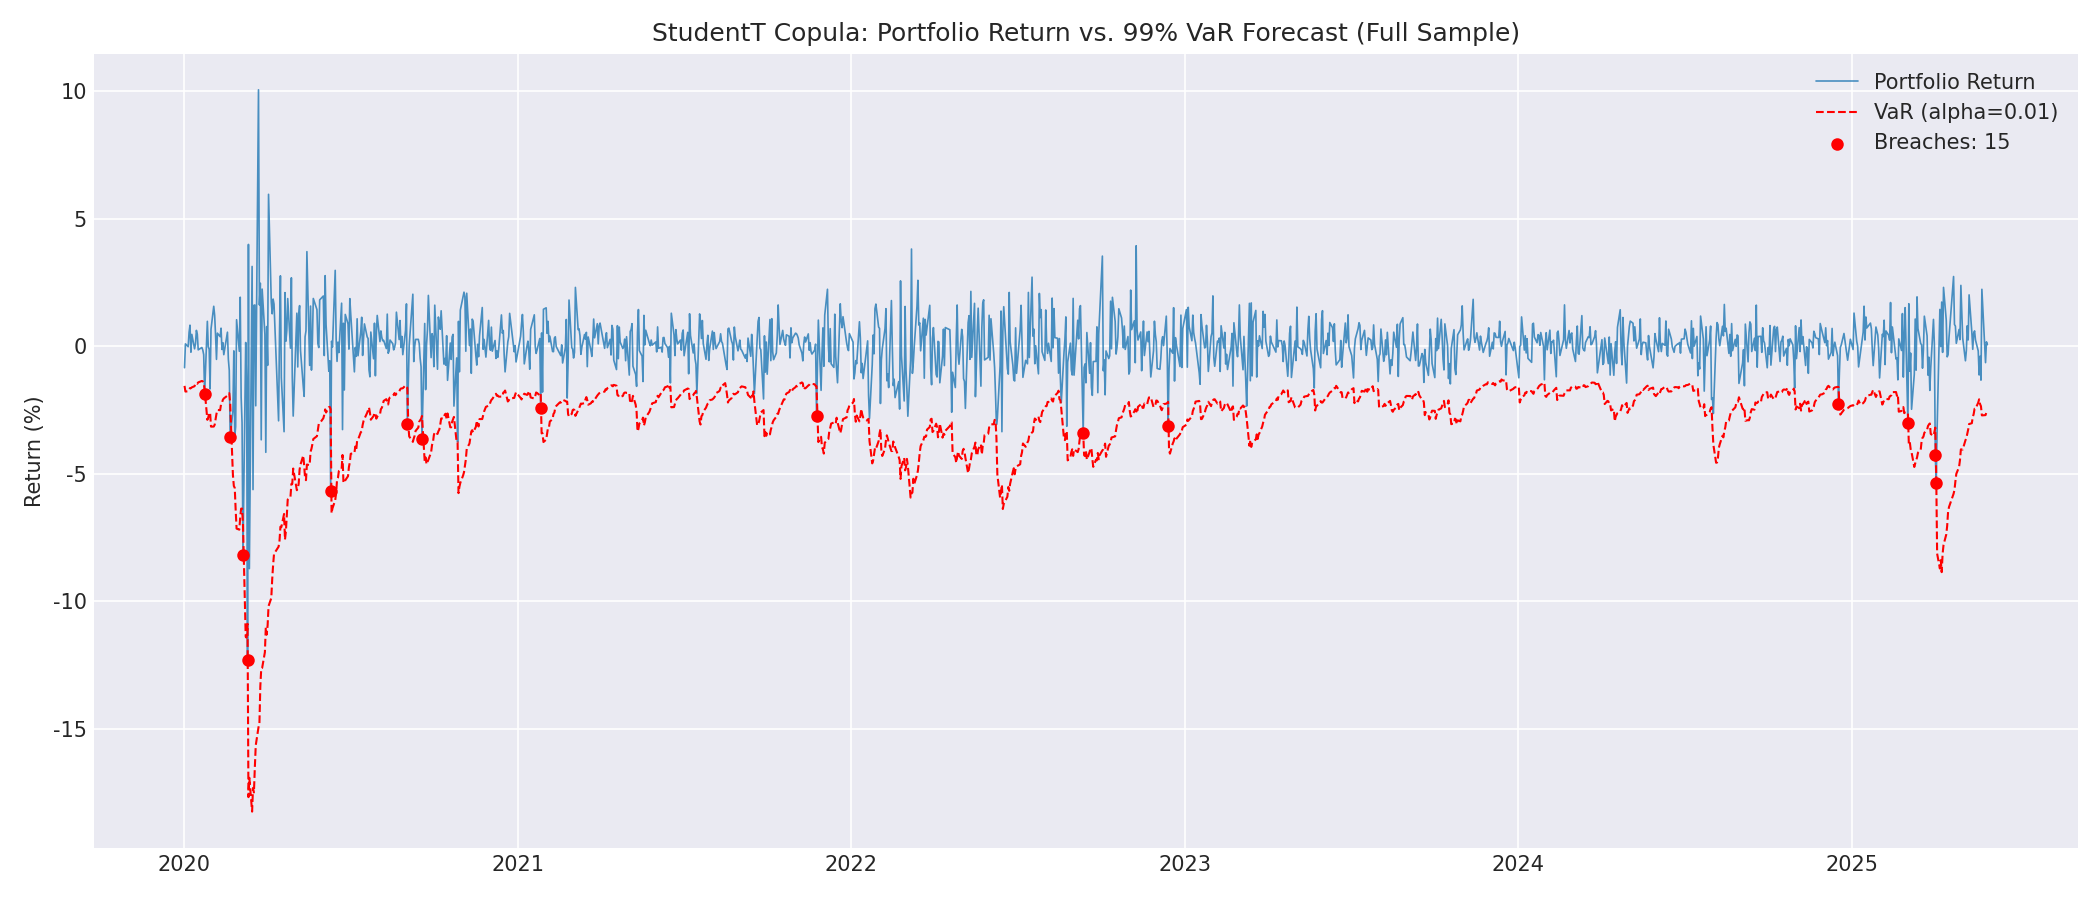 StudentT Copula: Portfolio Return vs. 99% VaR Forecast (Full Sample)
Portfolio Return
VaR (alpha=0.01)
Breaches: 15
Return (%)
10
5
0
-5
-10
-15
2020
2021
2022
2023
2024
2025